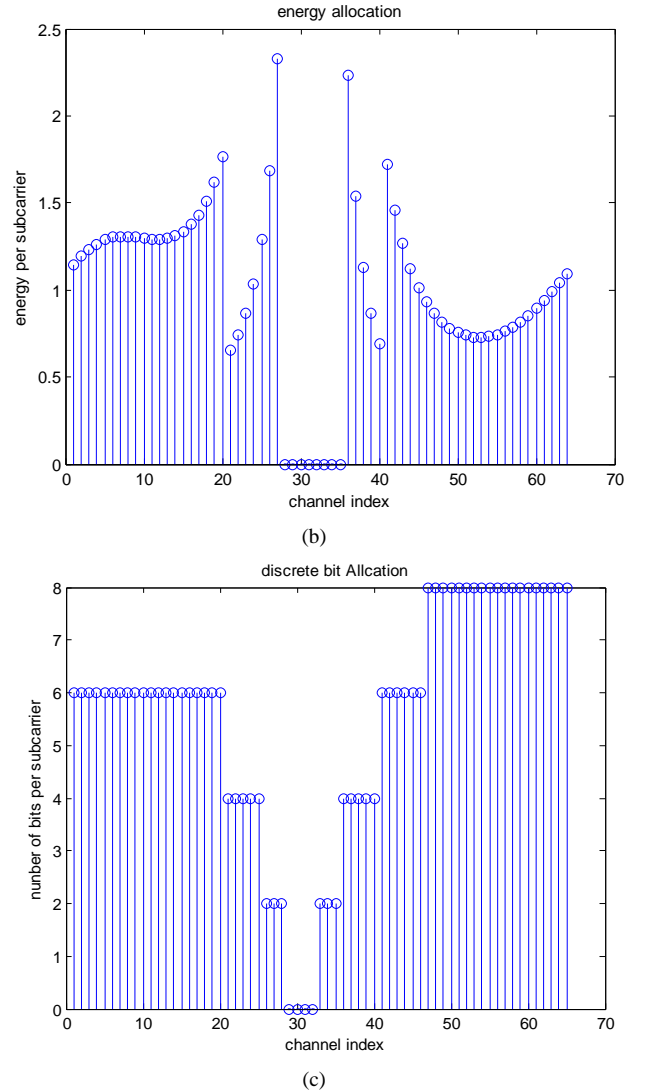 energy allocation
2.5
2
1.5
1
0.5
0
energy per subcarrier
0 10 20 30 40 50 60 70
channel index
(b)
discrete bit Allcation
8
7
6
5
4
3
2
1
0
nunber of bits per subcarrier
0 10 20 30 40 50 60 70
channel index
(c)